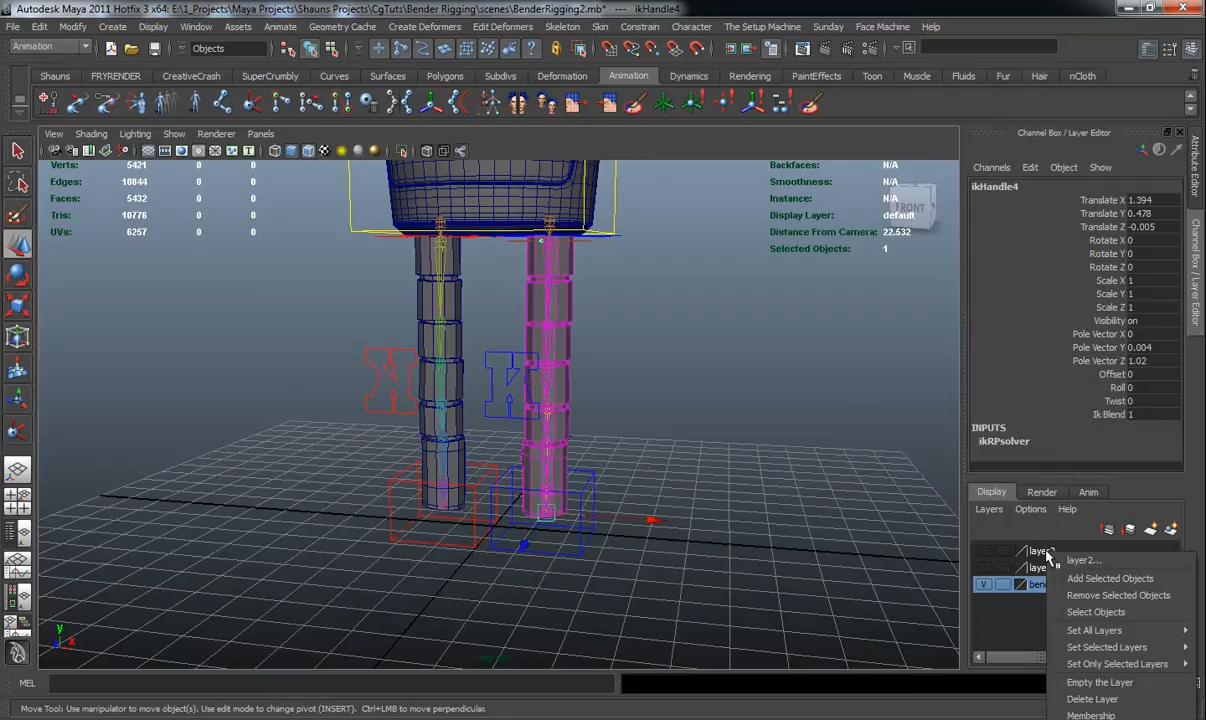 Autodesk Maya 2011 Hotfix 3 x64: E:\1_Projects\Maya Projects\Shauns Projects\CgTuts\Bender Rigging\scenes\BenderRigging2.mb* --- ikHandle4
File Edit Modify Create Display Window Assets Animate Geometry Cache Create Deformers Edit Deformers Skeleton Skin Constrain Character Muscle Setup Machine Sunday Face Machine Help
Animation Objects
Shauns FRYRENDER CreativeCrash SuperCrumbly Curves Surfaces Polygons Subdivs Deformation Animation Dynamics Rendering PaintEffects Toon Muscle Fluids Fur Hair nCloth
View Shading Lighting Show Renderer Panels
Verts: 5421 0 0
Edges: 10844 0 0
Faces: 5432 0 0
Tris: 10776 0 0
UVs: 6257 0 0
Backfaces: N/A
Smoothness: N/A
Instance: N/A
Display Layer: default
Distance From Camera: 22.532
Selected Objects: 1
FRONT
K
y
x
z
Channel Box / Layer Editor
Channels Edit Object Show
ikHandle4
Translate X 1.394
Translate Y 0.478
Translate Z -0.005
Rotate X 0
Rotate Y 0
Rotate Z 0
Scale X 1
Scale Y 1
Scale Z 1
Visibility on
Pole Vector X 0
Pole Vector Y 0.004
Pole Vector Z 1.02
Offset 0
Roll 0
Twist 0
Ik Blend 1
INPUTS
ikRPsolver
Attribute Editor
Channel Box / Layer Editor
Display Render Anim
Layers Options Help
V
layer2...
Add Selected Objects
Remove Selected Objects
Select Objects
Set All Layers
Set Selected Layers
Set Only Selected Layers
Empty the Layer
Delete Layer
Membership
MEL
Move Tool: Use manipulator to move object(s). Use edit mode to change pivot (INSERT). Ctrl+LMB to move perpendicular.